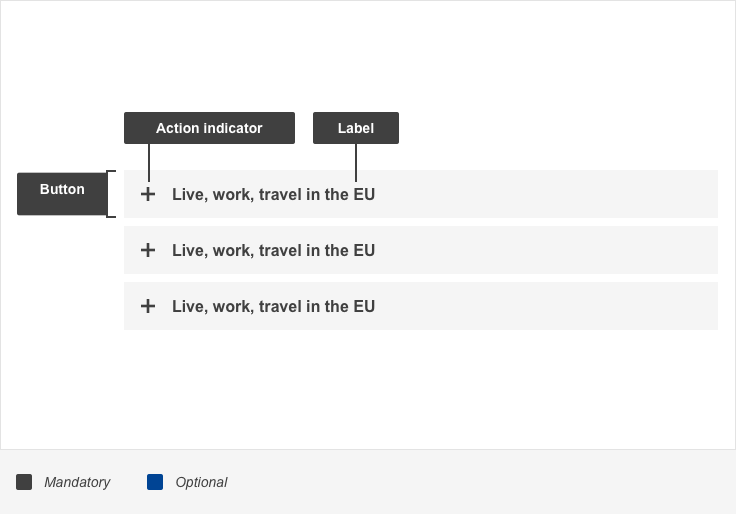 Action indicator
Label
Button
Live, work, travel in the EU
Live, work, travel in the EU
Live, work, travel in the EU
Mandatory
Optional